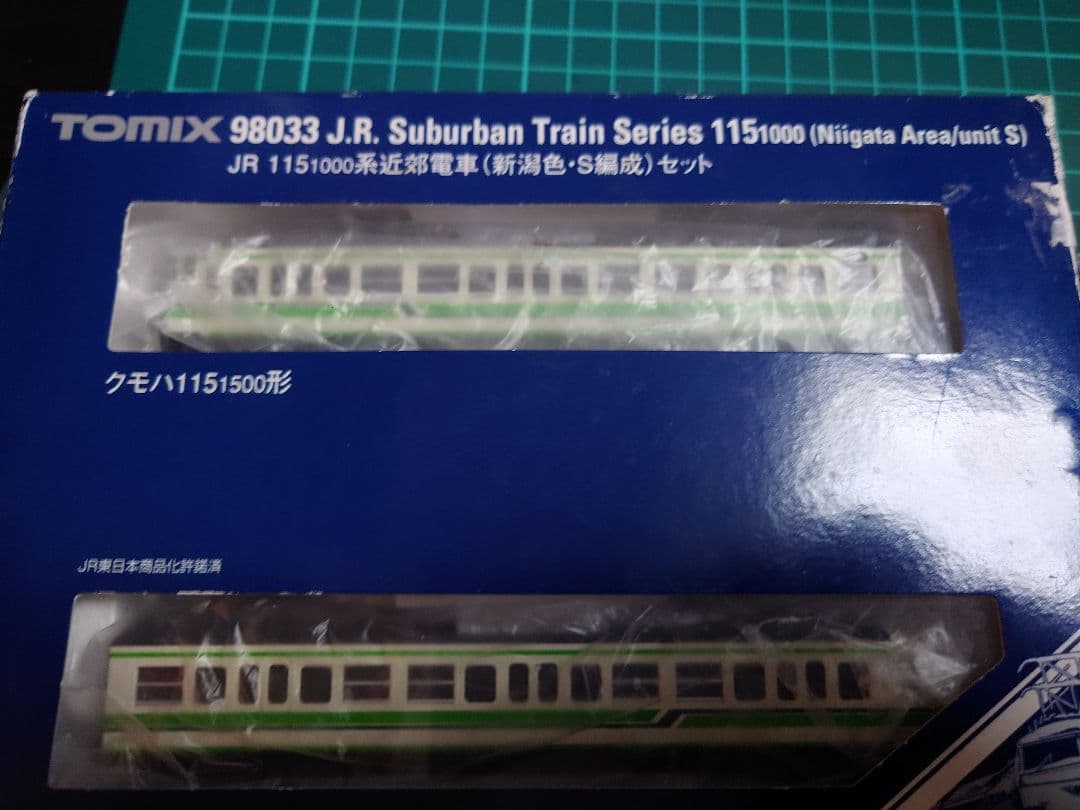 TOMIX 98033 J.R. Suburban Train Series 1151000 (Niigata Area/unit S)
JR 1151000系近郊電車(新潟色・S編成)セット
クモハ1151500形
JR東日本商品化許諾済